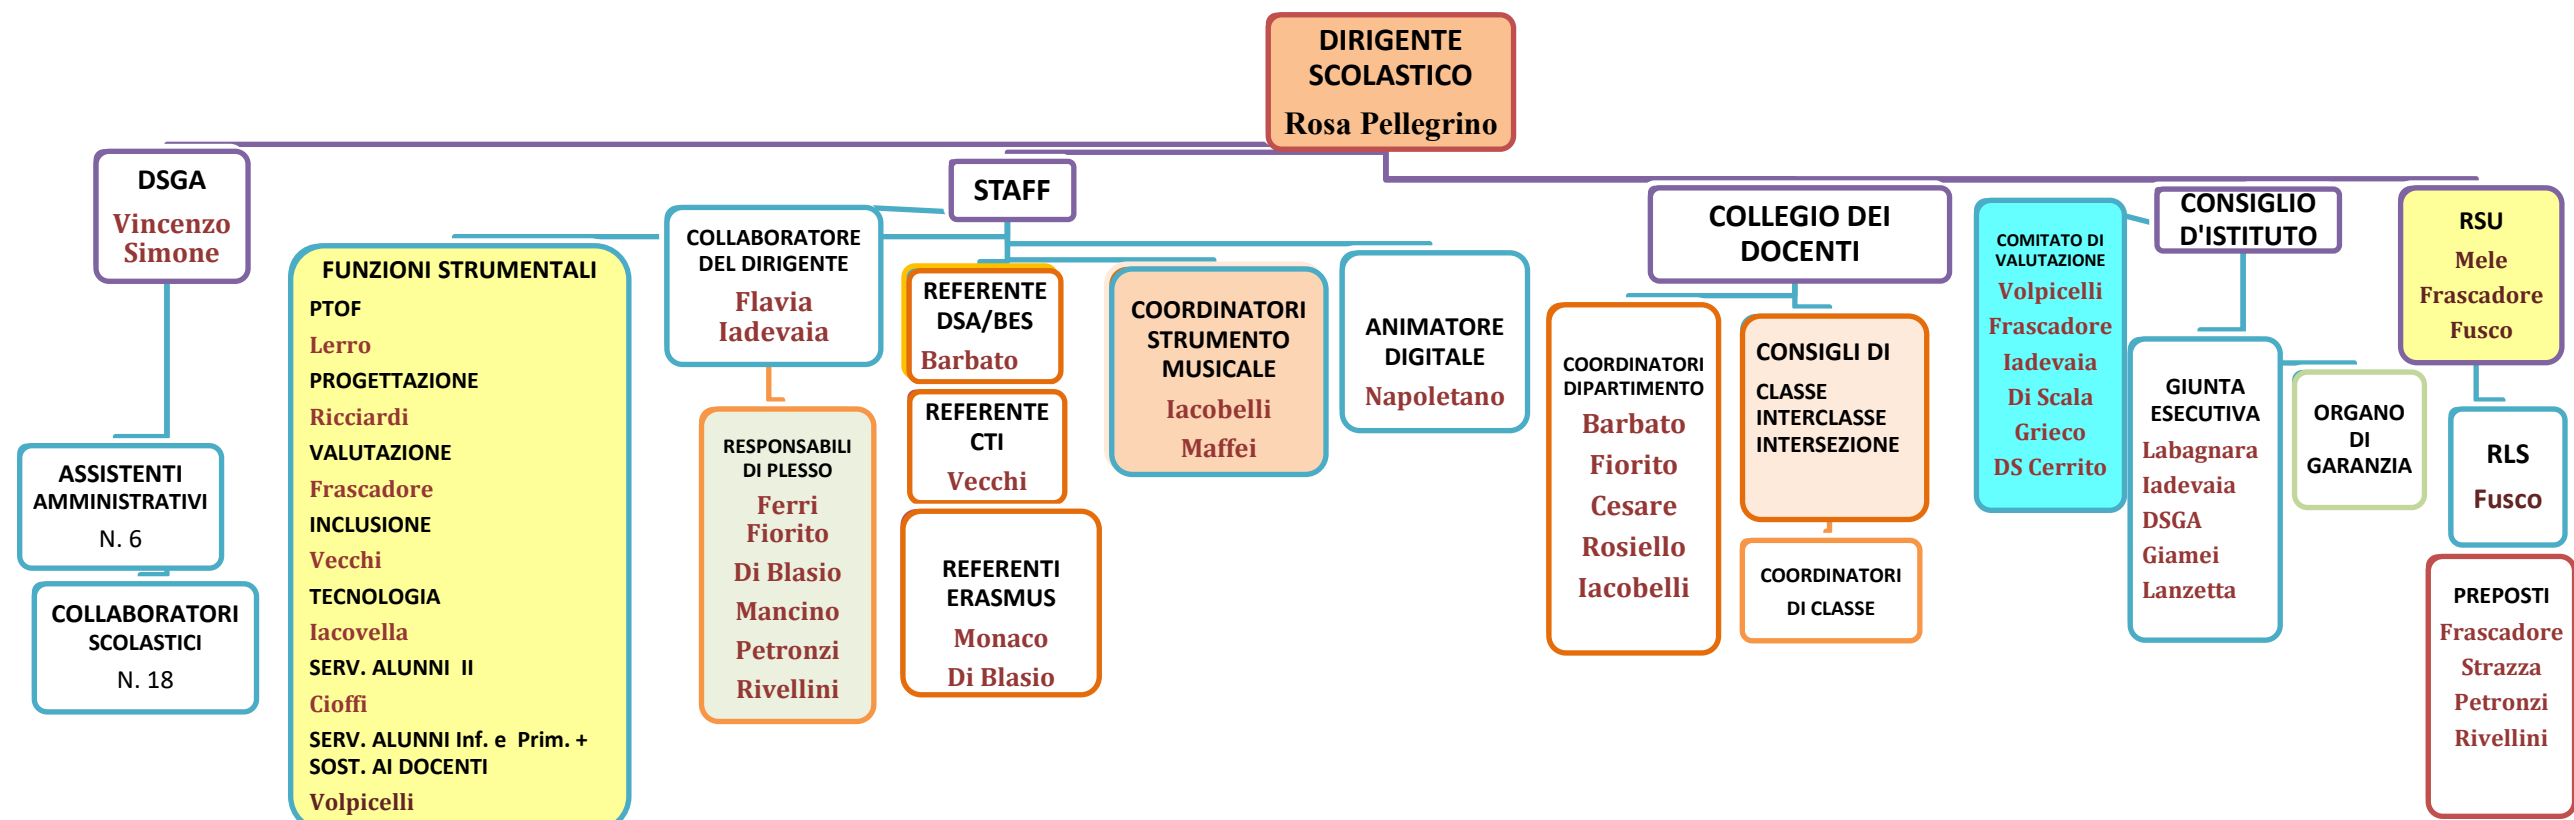 DIRIGENTE
SCOLASTICO
Rosa Pellegrino
DSGA
Vincenzo
Simone
ASSISTENTI
AMMINISTRATIVI
N. 6
COLLABORATORI
SCOLASTICI
N. 18
STAFF
FUNZIONI STRUMENTALI
PTOF
Lerro
PROGETTAZIONE
Ricciardi
VALUTAZIONE
Frascadore
INCLUSIONE
Vecchi
TECNOLOGIA
Iacovella
SERV. ALUNNI II
Cioffi
SERV. ALUNNI Inf. e Prim. +
SOST. AI DOCENTI
Volpicelli
COLLABORATORE
DEL DIRIGENTE
Flavia
Iadevaia
RESPONSABILI
DI PLESSO
Ferri
Fiorito
Di Blasio
Mancino
Petronzi
Rivellini
REFERENTE
DSA/BES
Barbato
REFERENTE
CTI
Vecchi
REFERENTI
ERASMUS
Monaco
Di Blasio
COORDINATORI
STRUMENTO
MUSICALE
Iacobelli
Maffei
ANIMATORE
DIGITALE
Napoletano
COLLEGIO DEI
DOCENTI
COORDINATORI
DIPARTIMENTO
Barbato
Fiorito
Cesare
Rosiello
Iacobelli
CONSIGLI DI
CLASSE
INTERCLASSE
INTERSEZIONE
COORDINATORI
DI CLASSE
CONSIGLIO
D'ISTITUTO
COMITATO DI
VALUTAZIONE
Volpicelli
Frascadore
Iadevaia
Di Scala
Grieco
DS Cerrito
GIUNTA
ESECUTIVA
Labagnara
Iadevaia
DSGA
Giamei
Lanzetta
ORGANO
DI
GARANZIA
RSU
Mele
Frascadore
Fusco
RLS
Fusco
PREPOSTI
Frascadore
Strazza
Petronzi
Rivellini